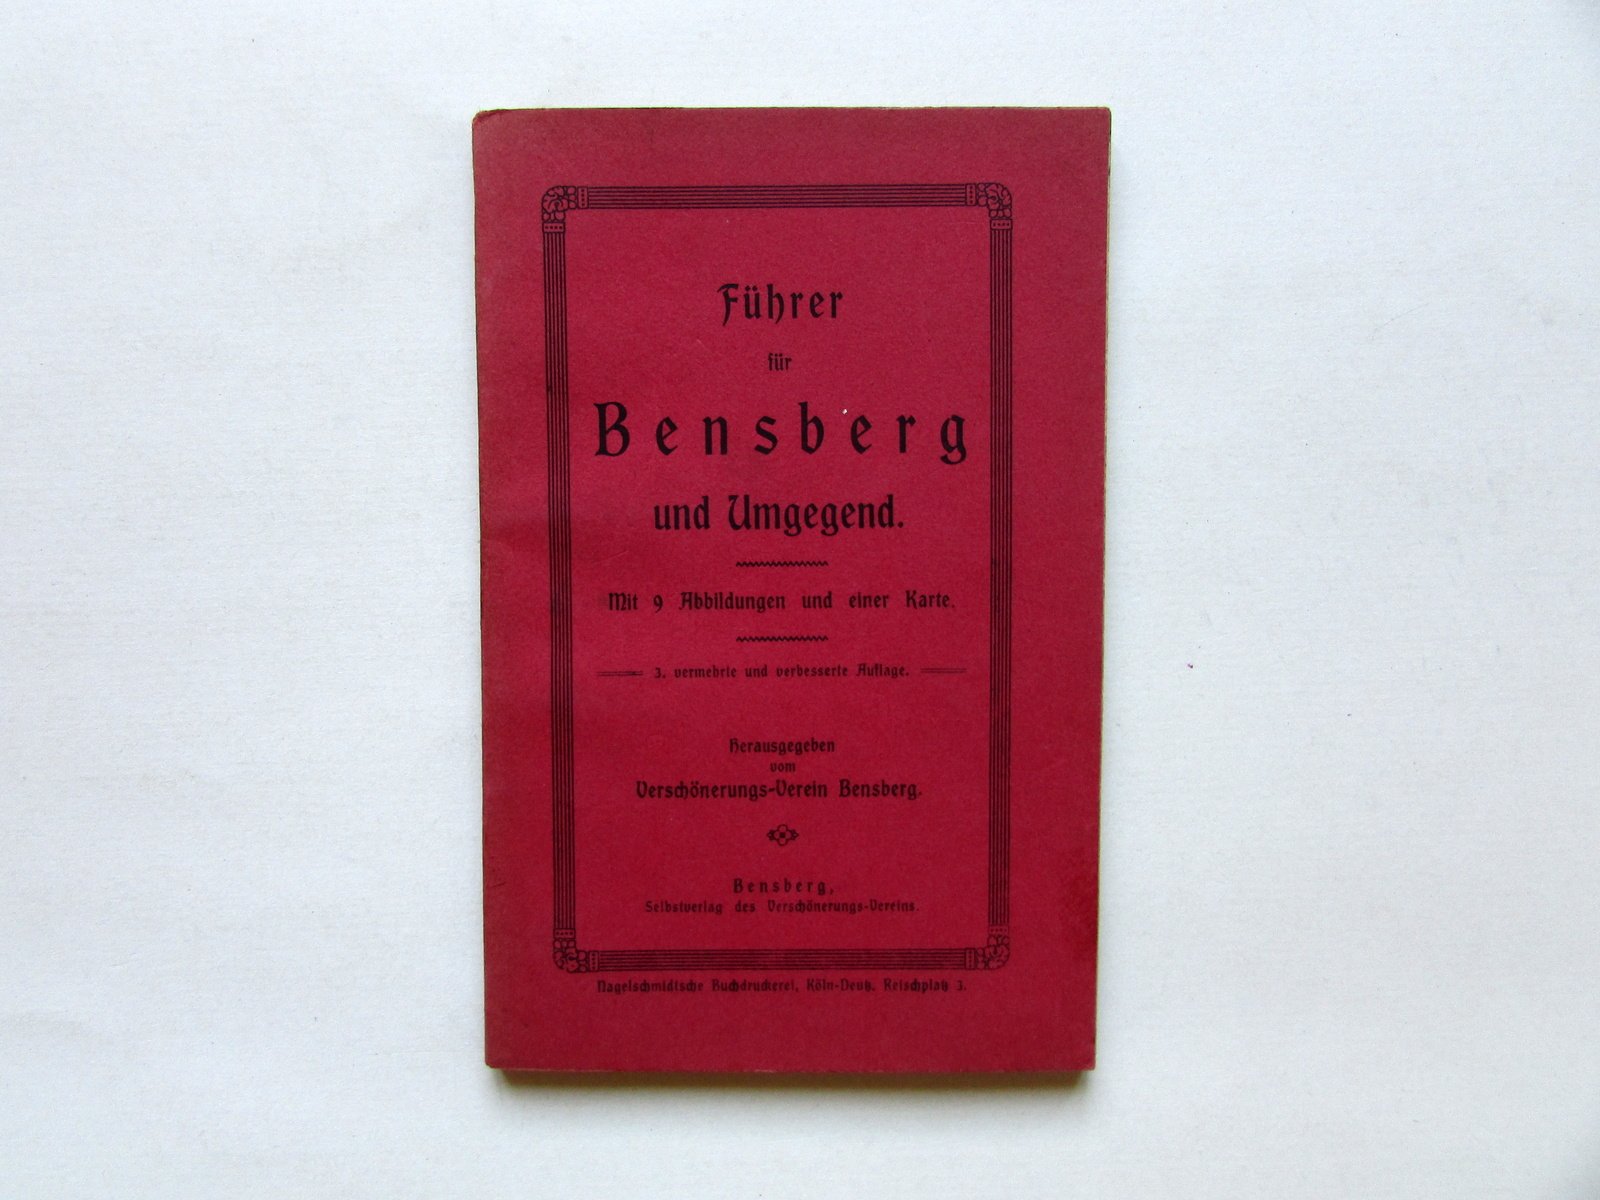 Führer
für
Bensberg
und Umgegend.
Mit 9 Abbildungen und einer Karte.
3. vermehrte und verbesserte Auflage.
Herausgegeben
vom
Verschönerungs-Verein Bensberg.
Bensberg,
Selbstverlag des Verschönerungs-Vereins.
Nagelschmidtsche Buchdruckerei, Köln-Deutz, Reischplatz 3.